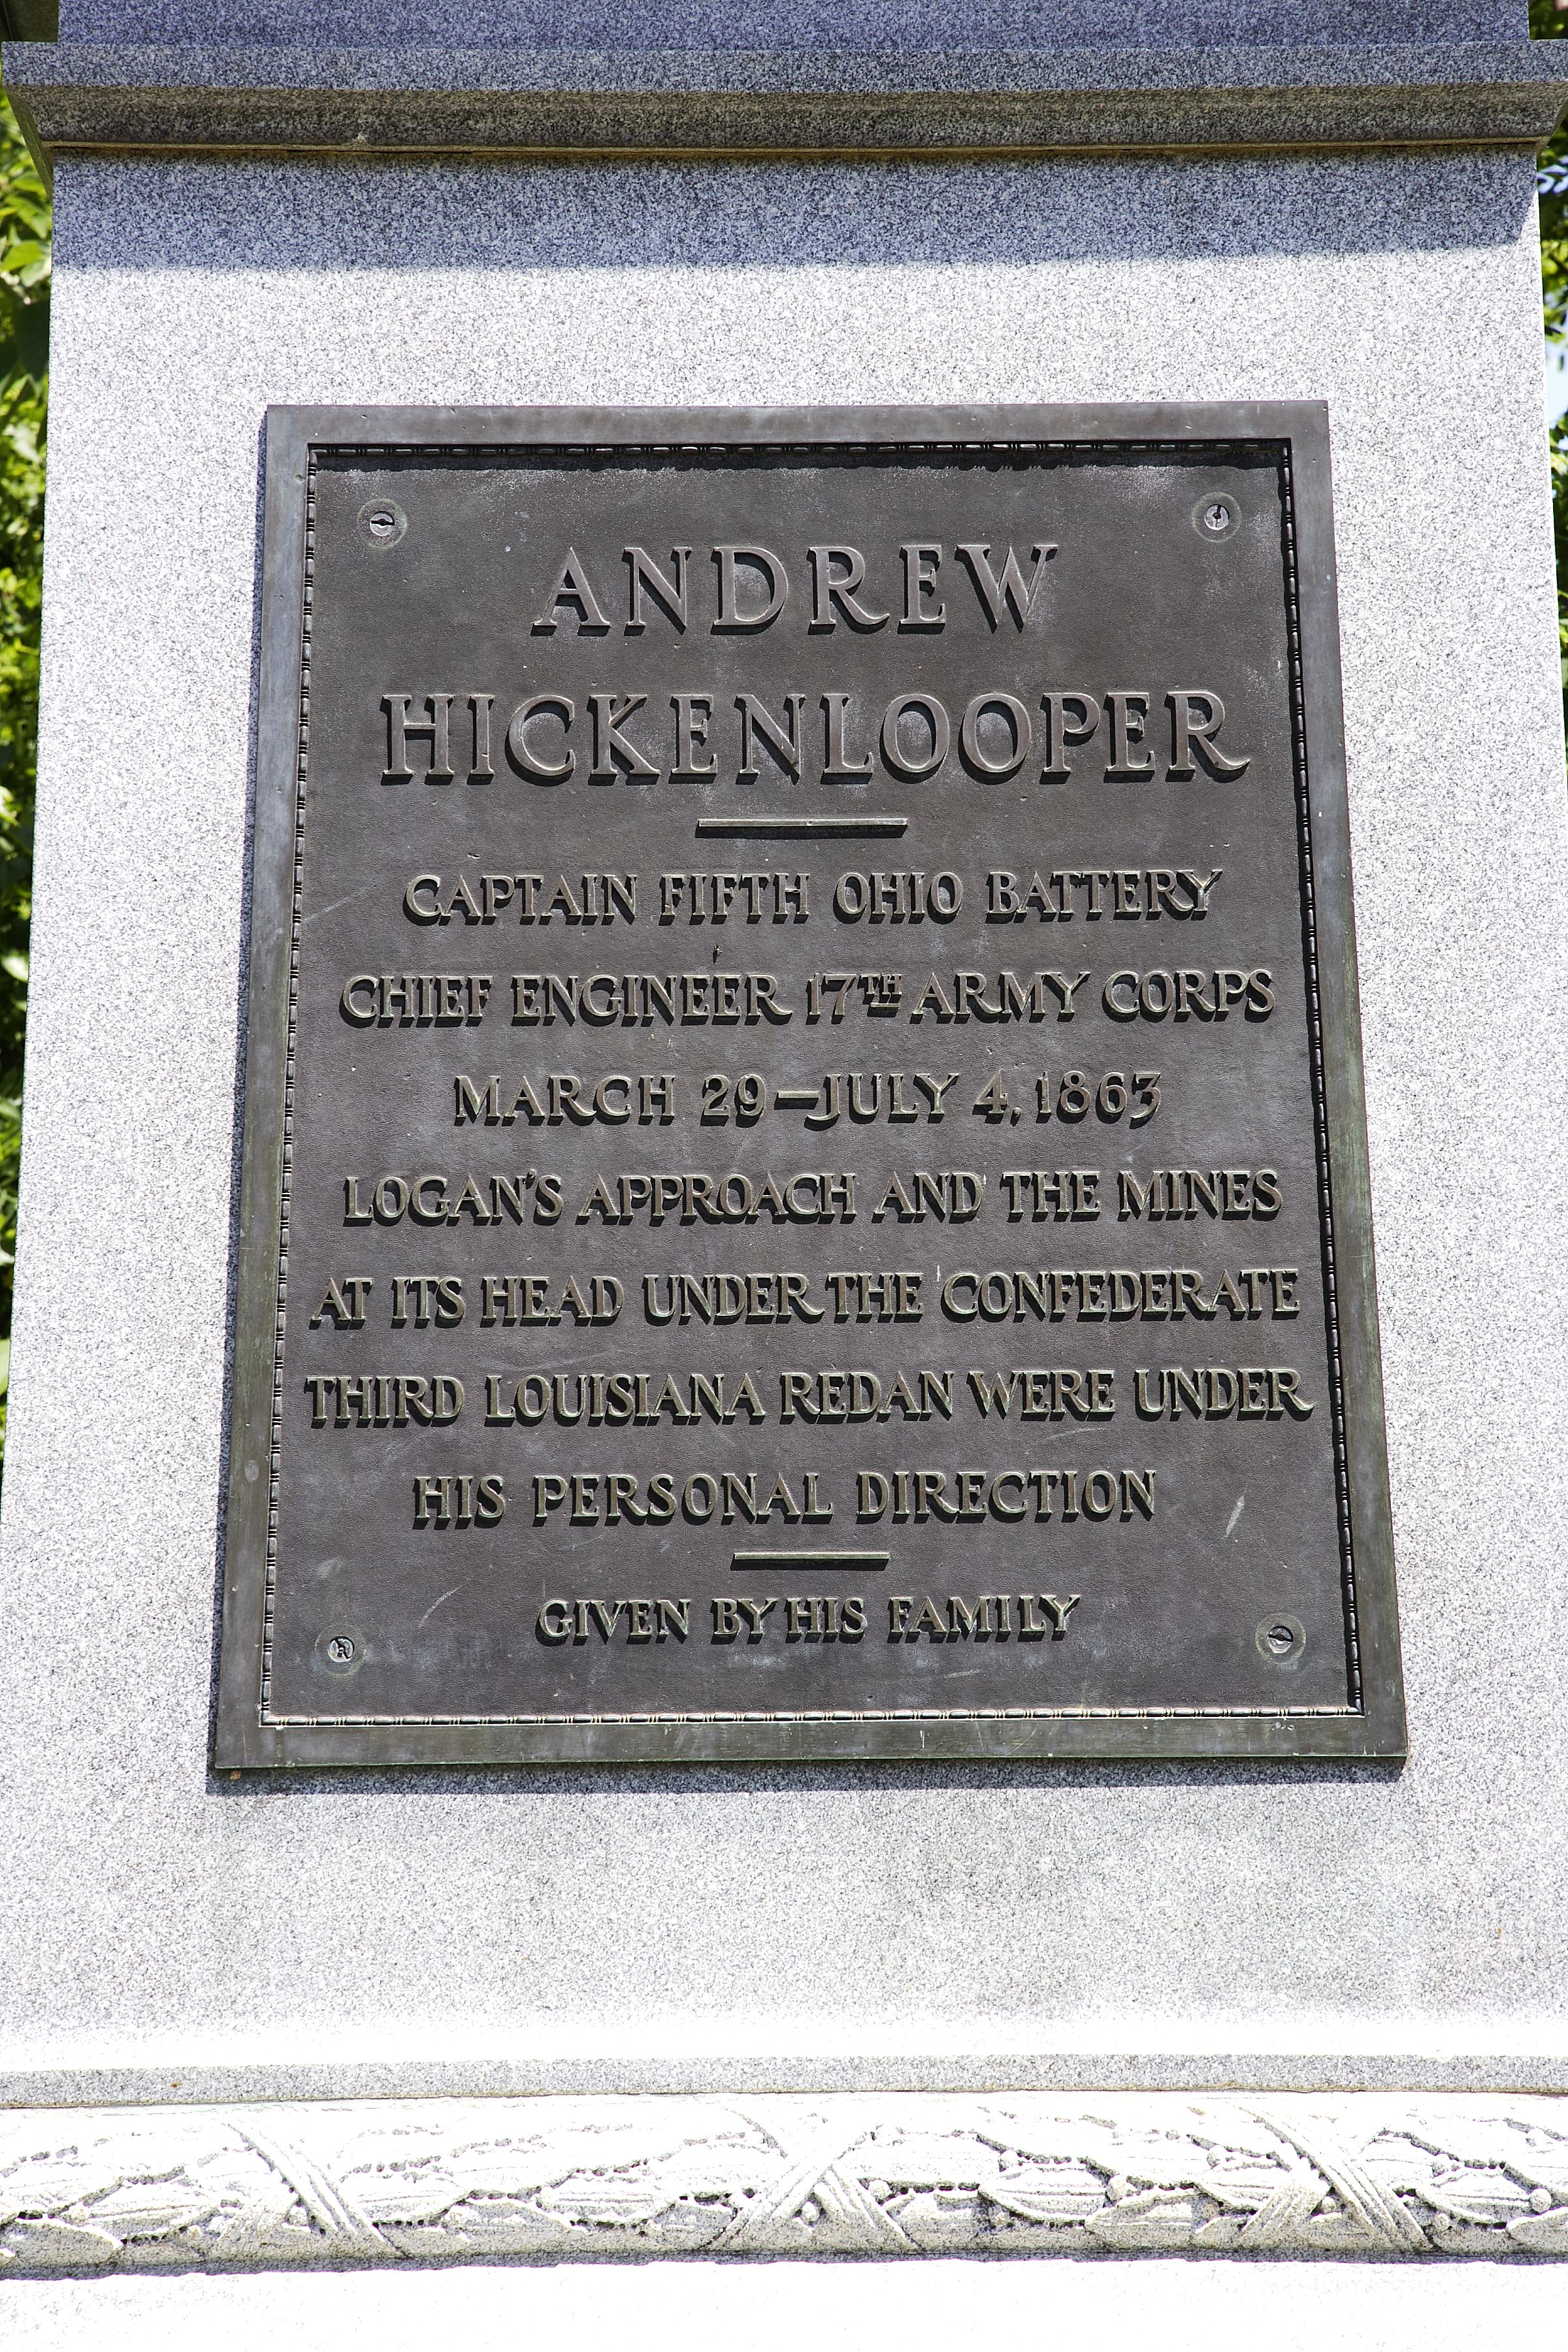 ANDREW
HICKENLOOPER
CAPTAIN FIFTH OHIO BATTERY
CHIEF ENGINEER 17TH ARMY CORPS
MARCH 29–JULY 4, 1863
LOGAN'S APPROACH AND THE MINES
AT ITS HEAD UNDER THE CONFEDERATE
THIRD LOUISIANA REDAN WERE UNDER
HIS PERSONAL DIRECTION
GIVEN BY HIS FAMILY